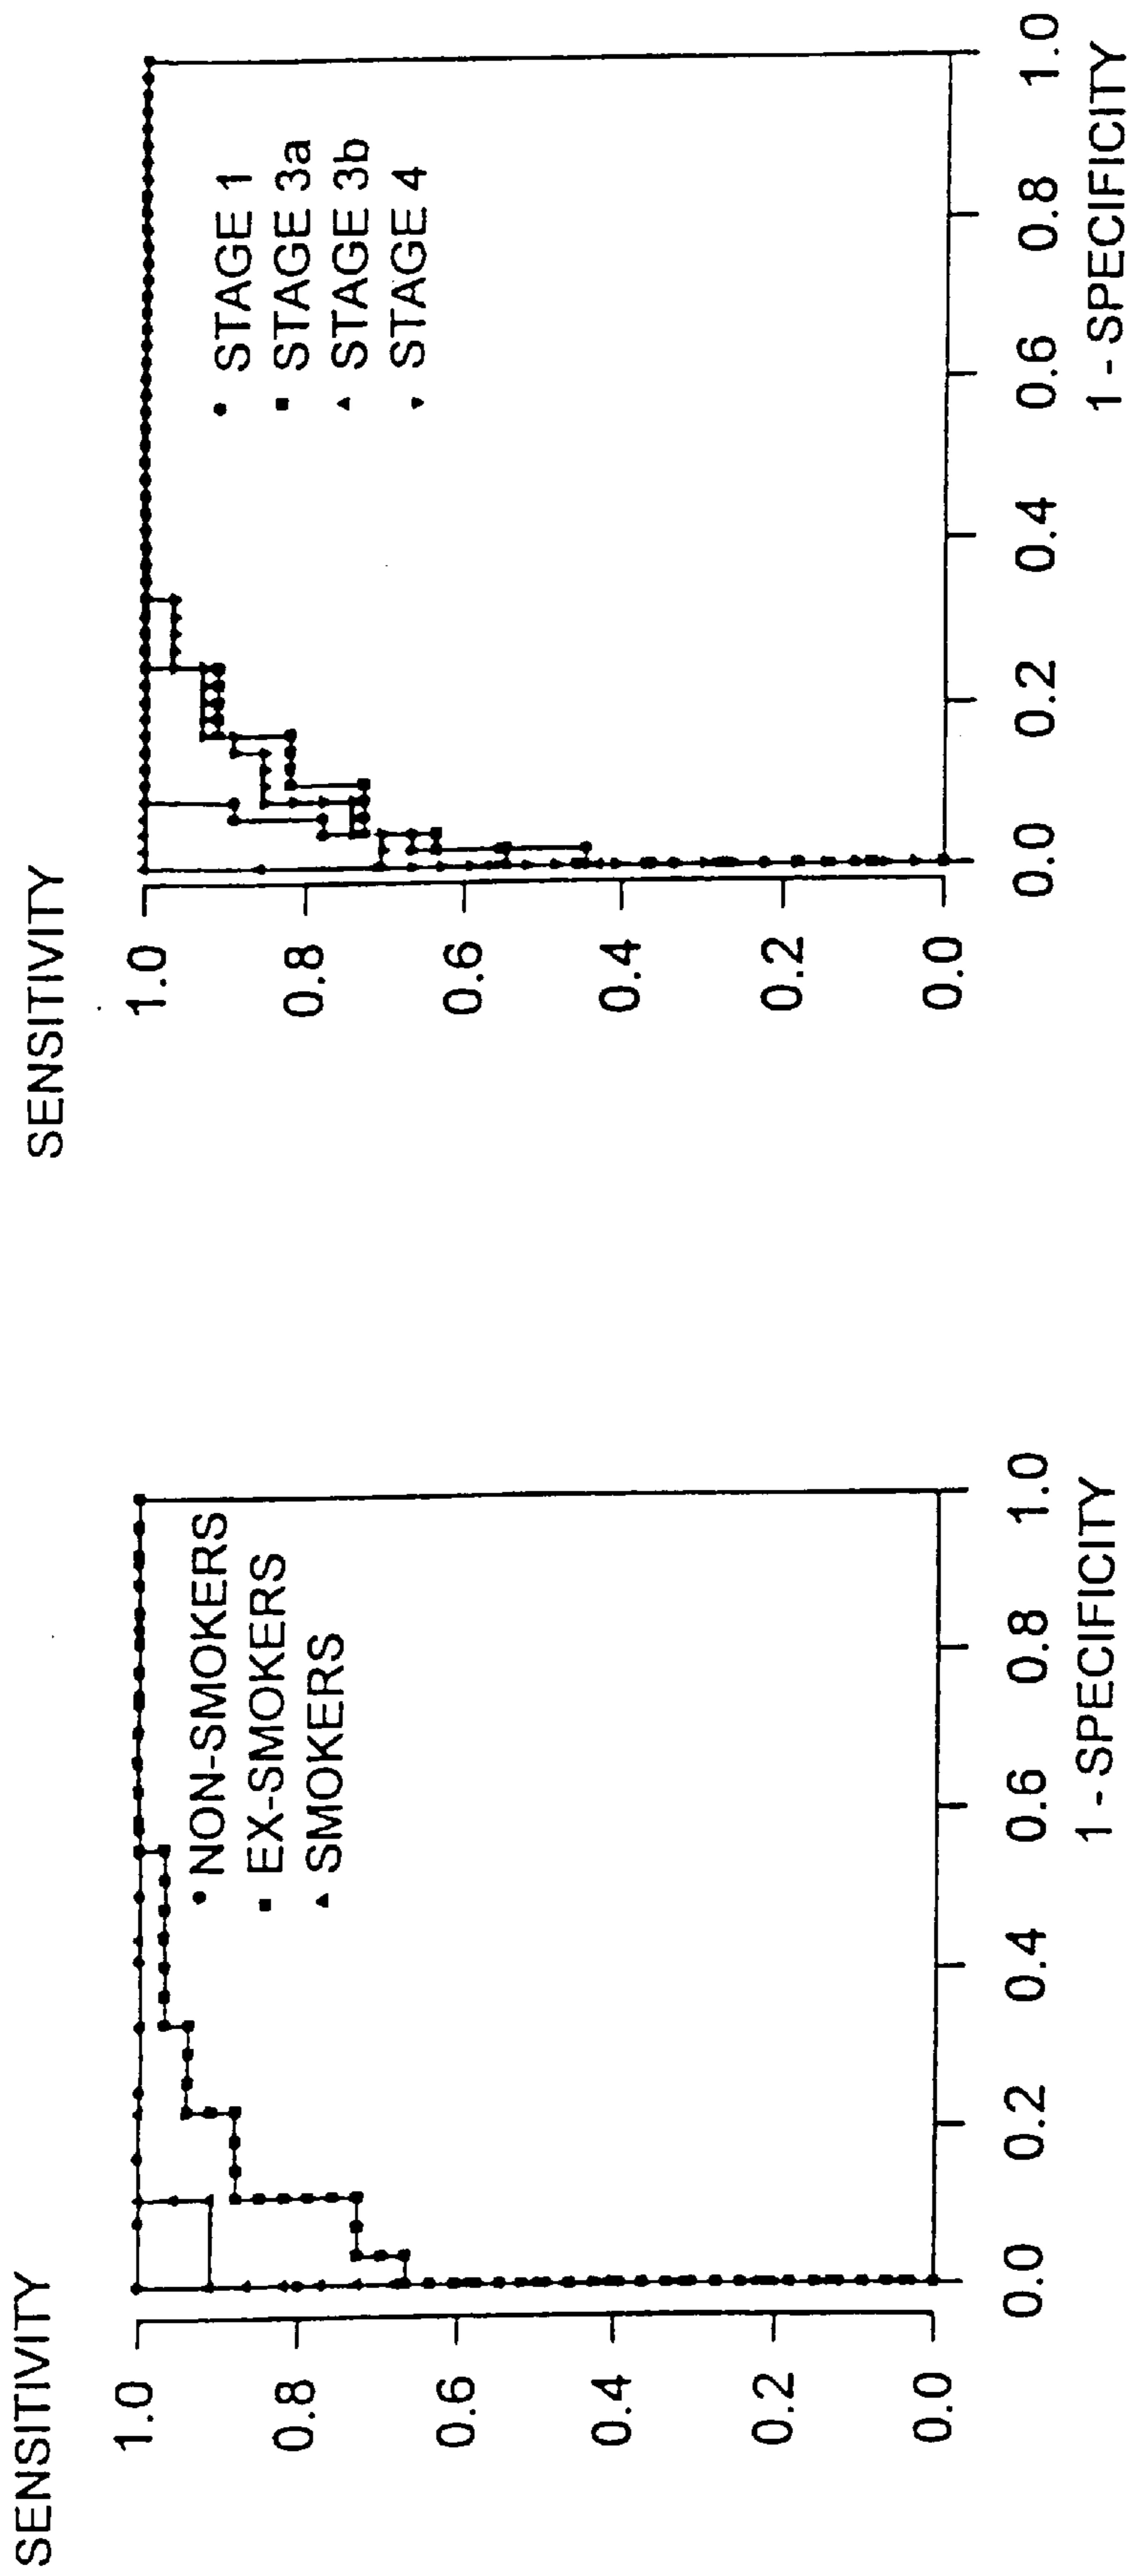 SENSITIVITY
1.0
0.8
0.6
0.4
0.2
0.0
0.0 0.2 0.4 0.6 0.8 1.0
1 - SPECIFICITY
NON-SMOKERS
EX-SMOKERS
SMOKERS
SENSITIVITY
1.0
0.8
0.6
0.4
0.2
0.0
0.0 0.2 0.4 0.6 0.8 1.0
1 - SPECIFICITY
STAGE 1
STAGE 3a
STAGE 3b
STAGE 4